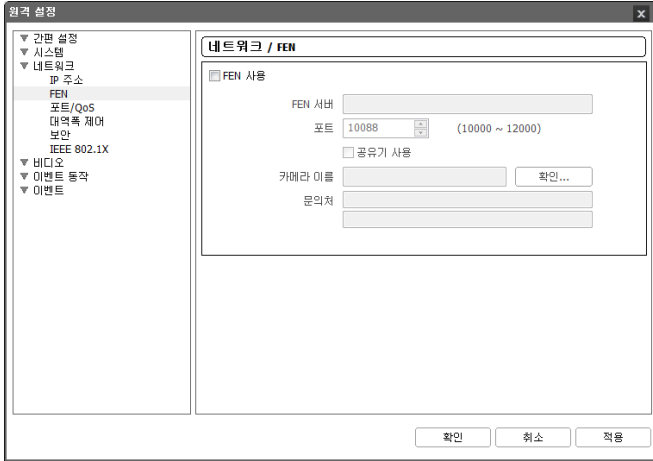 원격 설정
간편 설정
시스템
네트워크
IP 주소
FEN
포트/QoS
대역폭 제어
보안
IEEE 802.1X
비디오
이벤트 동작
이벤트
네트워크 / FEN
FEN 사용
FEN 서버
포트 10088 (10000 ~ 12000)
공유기 사용
카메라 이름 확인...
문의처
확인 취소 적용